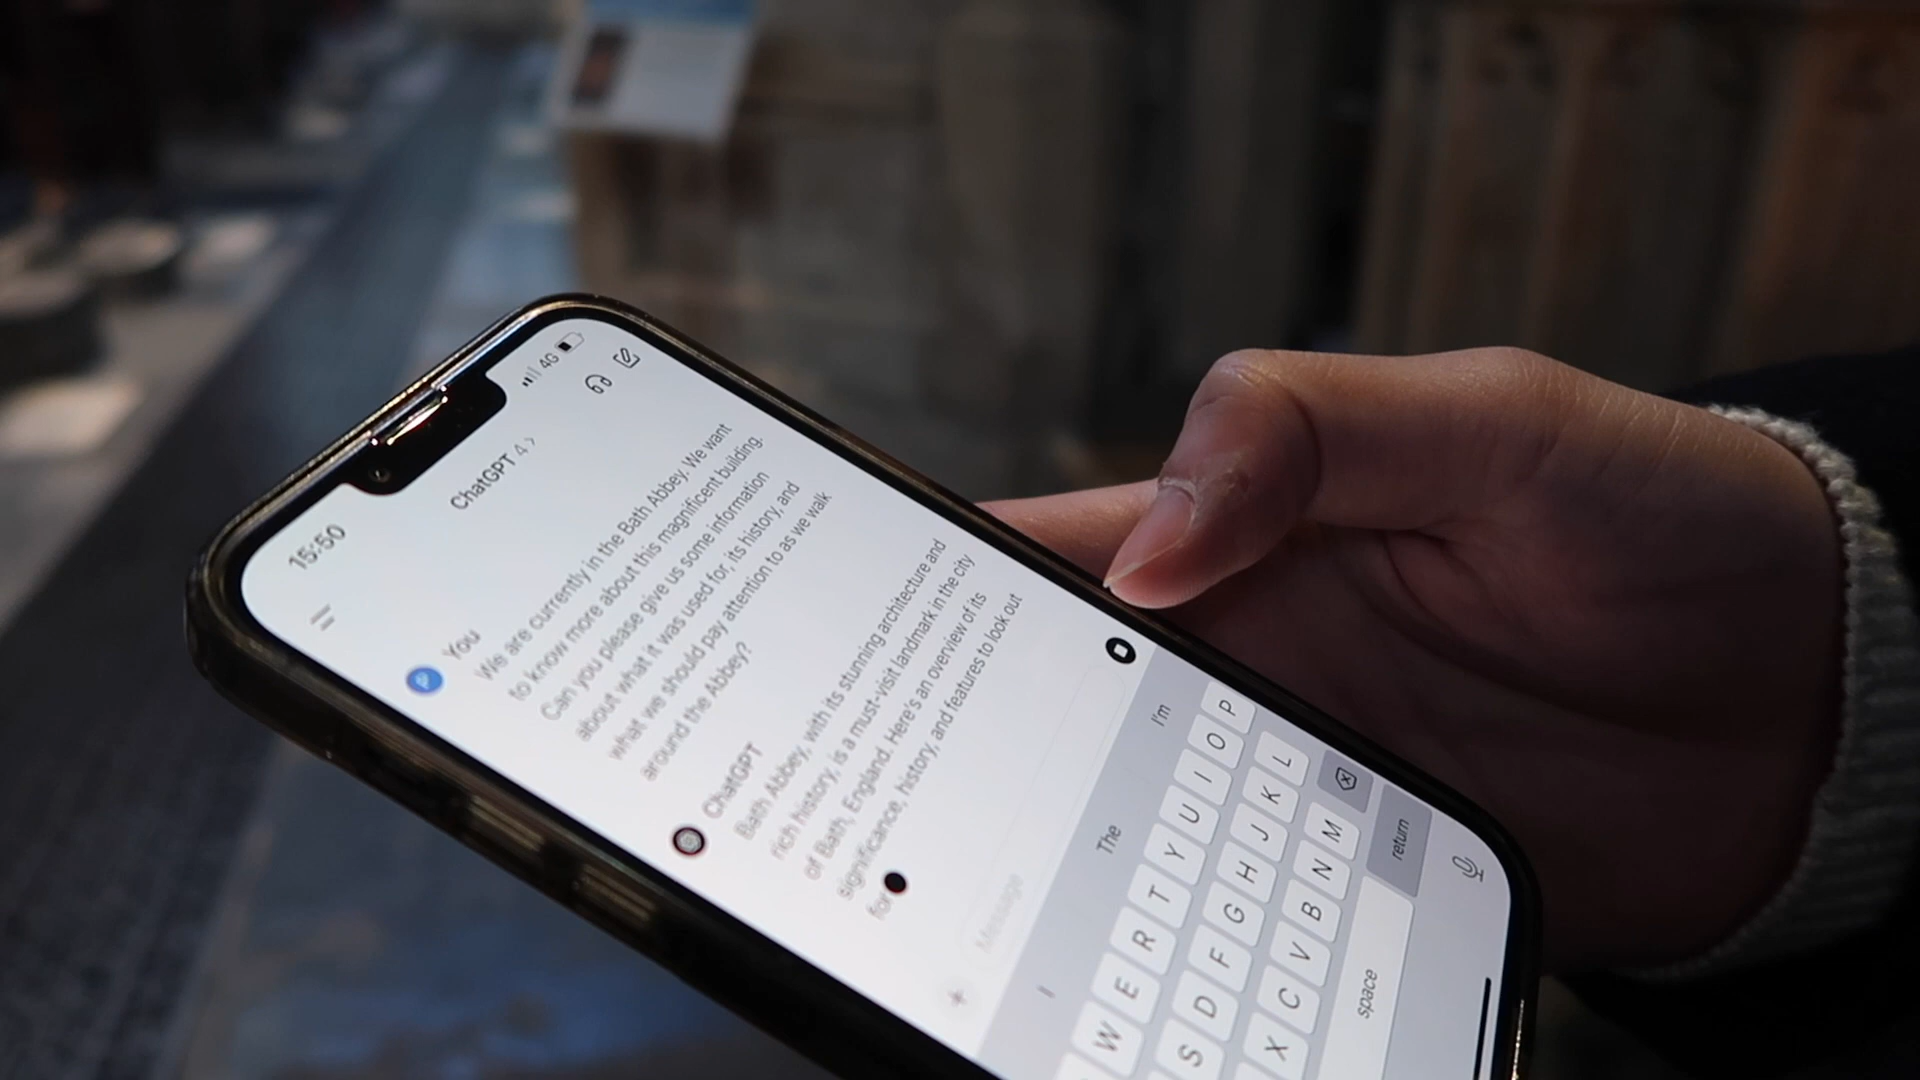 15:50
4G
ChatGPT 4 >
You
We are currently in the Bath Abbey. We want
to know more about this magnificent building.
Can you please give us some information
about what it was used for, its history, and
what we should pay attention to as we walk
around the Abbey?
ChatGPT
Bath Abbey, with its stunning architecture and
rich history, is a must-visit landmark in the city
of Bath, England. Here's an overview of its
significance, history, and features to look out
for
Message
I The I'm
W E R T Y U I O P
S D F G H J K L
X C V B N M
space return